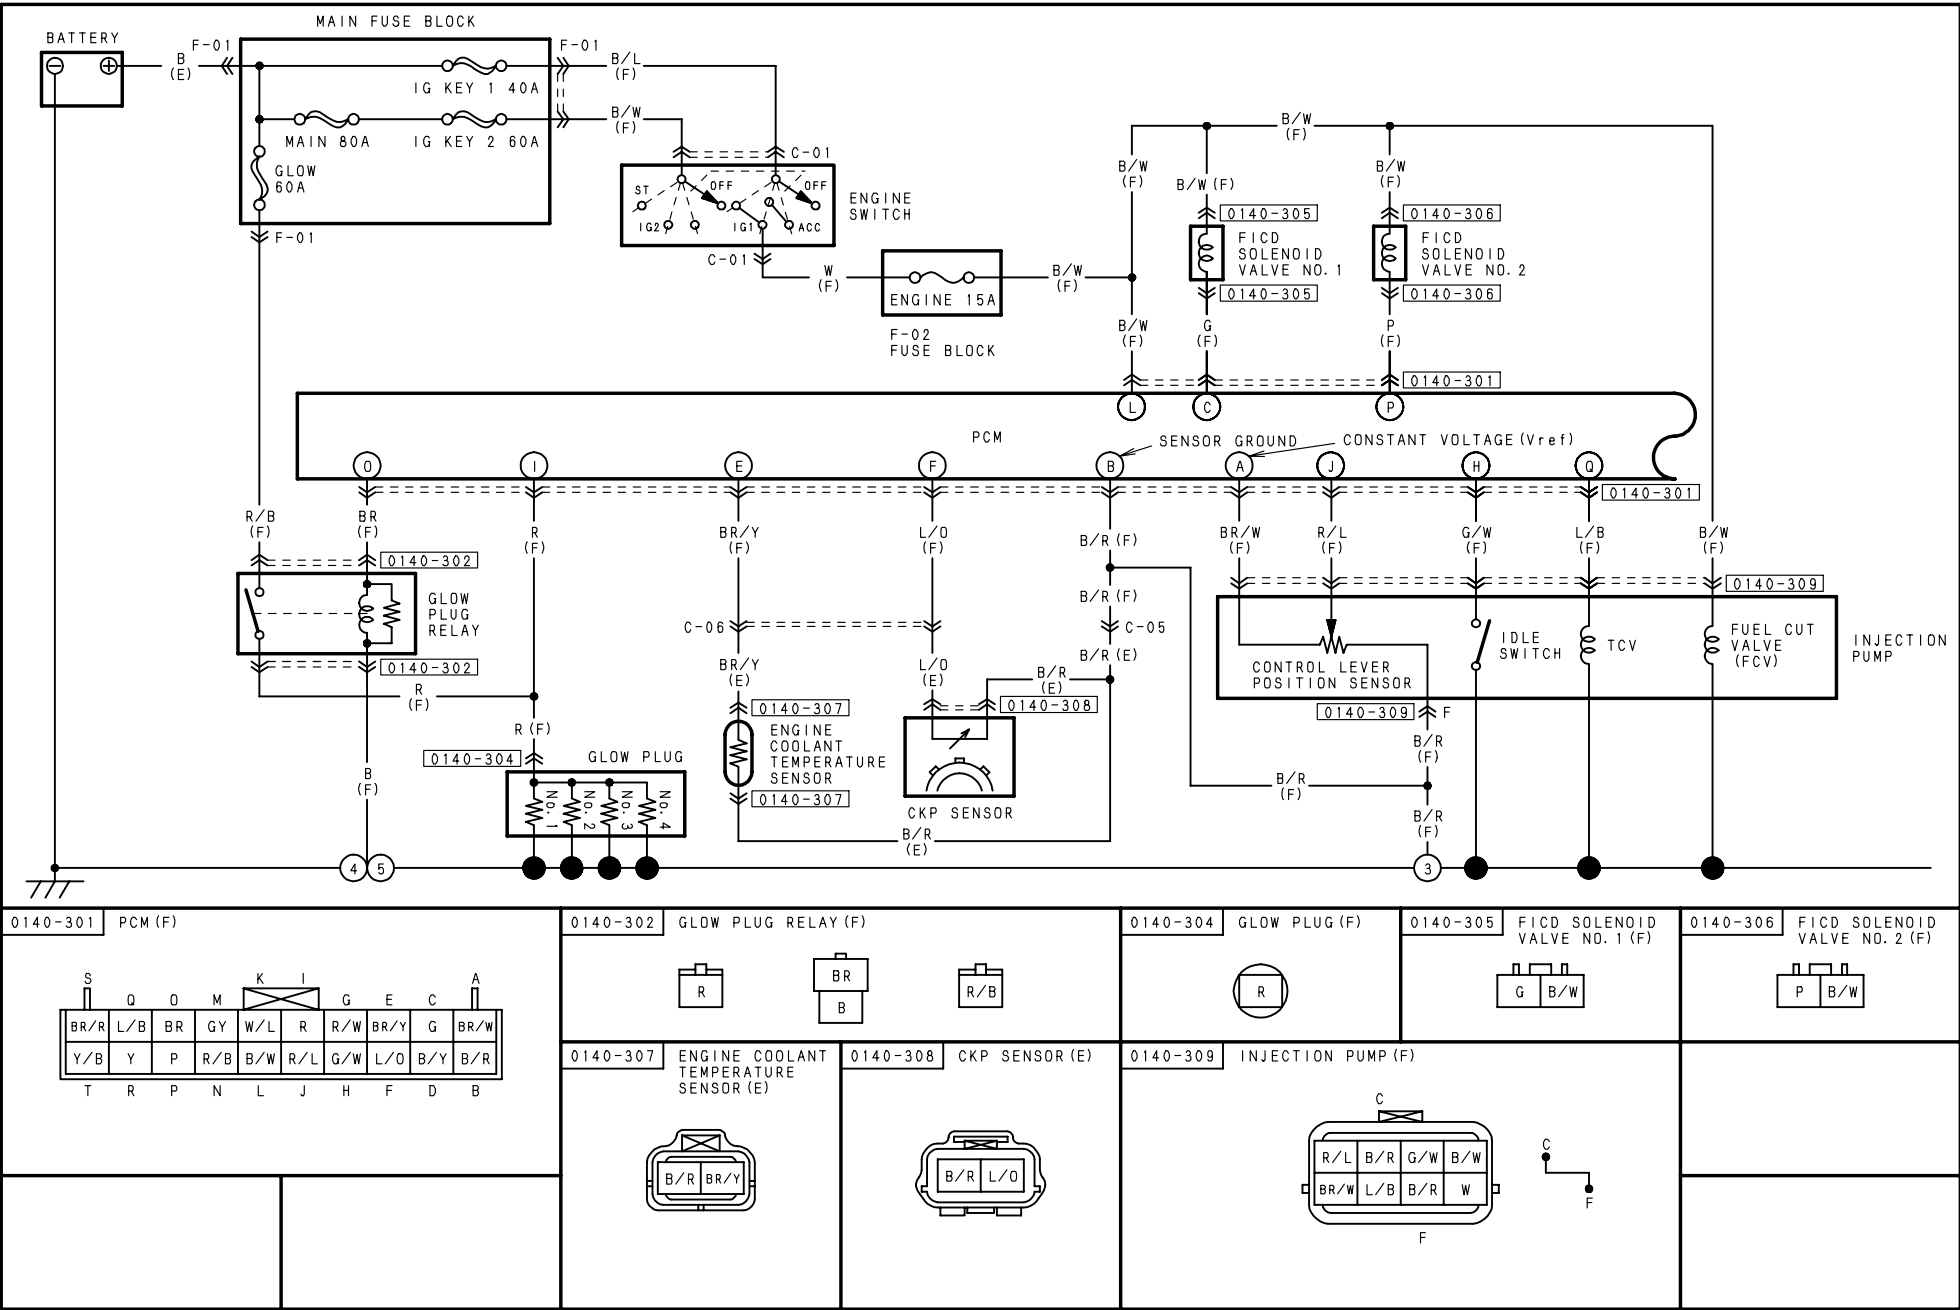 MAIN FUSE BLOCK
BATTERY
F-01
F-01
B
(E)
B/L
(F)
IG KEY 1 40A
B/W
(F)
MAIN 80A
IG KEY 2 60A
GLOW
60A
F-01
C-01
ST
OFF
OFF
IG2
IG1
ACC
ENGINE
SWITCH
C-01
W
(F)
ENGINE 15A
F-02
FUSE BLOCK
B/W
(F)
B/W
(F)
B/W
(F)
B/W(F)
B/W
(F)
0140-305
0140-306
FICD
SOLENOID
VALVE NO.1
FICD
SOLENOID
VALVE NO.2
0140-305
0140-306
B/W
(F)
G
(F)
P
(F)
0140-301
L
C
P
PCM
SENSOR GROUND
CONSTANT VOLTAGE(Vref)
O
I
E
F
B
A
J
H
Q
0140-301
R/B
(F)
BR
(F)
R
(F)
BR/Y
(F)
L/O
(F)
B/R(F)
BR/W
(F)
R/L
(F)
G/W
(F)
L/B
(F)
B/W
(F)
0140-302
0140-309
B/R(F)
GLOW
PLUG
RELAY
C-06
C-05
IDLE
SWITCH
TCV
FUEL CUT
VALVE
(FCV)
INJECTION
PUMP
0140-302
BR/Y
(E)
L/O
(E)
B/R(E)
B/R
(E)
CONTROL LEVER
POSITION SENSOR
R
(F)
0140-307
0140-308
0140-309
F
R(F)
ENGINE
COOLANT
TEMPERATURE
SENSOR
B/R
(F)
0140-304
GLOW PLUG
B
(F)
No.1
No.2
No.3
No.4
0140-307
CKP SENSOR
B/R
(F)
B/R
(E)
B/R
(F)
4
5
3
0140-301
PCM(F)
S
K
I
A
Q
O
M
G
E
C
BR/R L/B BR GY W/L R R/W BR/Y G BR/W
Y/B Y P R/B B/W R/L G/W L/O B/Y B/R
T R P N L J H F D B
0140-302
GLOW PLUG RELAY(F)
R
BR
B
R/B
0140-304
GLOW PLUG(F)
R
0140-305
FICD SOLENOID
VALVE NO.1(F)
G B/W
0140-306
FICD SOLENOID
VALVE NO.2(F)
P B/W
0140-307
ENGINE COOLANT
TEMPERATURE
SENSOR(E)
B/R BR/Y
0140-308
CKP SENSOR(E)
B/R L/O
0140-309
INJECTION PUMP(F)
C
R/L B/R G/W B/W
BR/W L/B B/R W
F
C
F